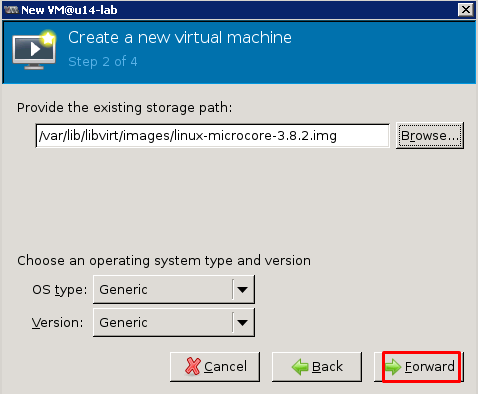 New VM@u14-lab
Create a new virtual machine
Step 2 of 4
Provide the existing storage path:
/var/lib/libvirt/images/linux-microcore-3.8.2.img Browse...
Choose an operating system type and version
OS type: Generic
Version: Generic
Cancel Back Forward